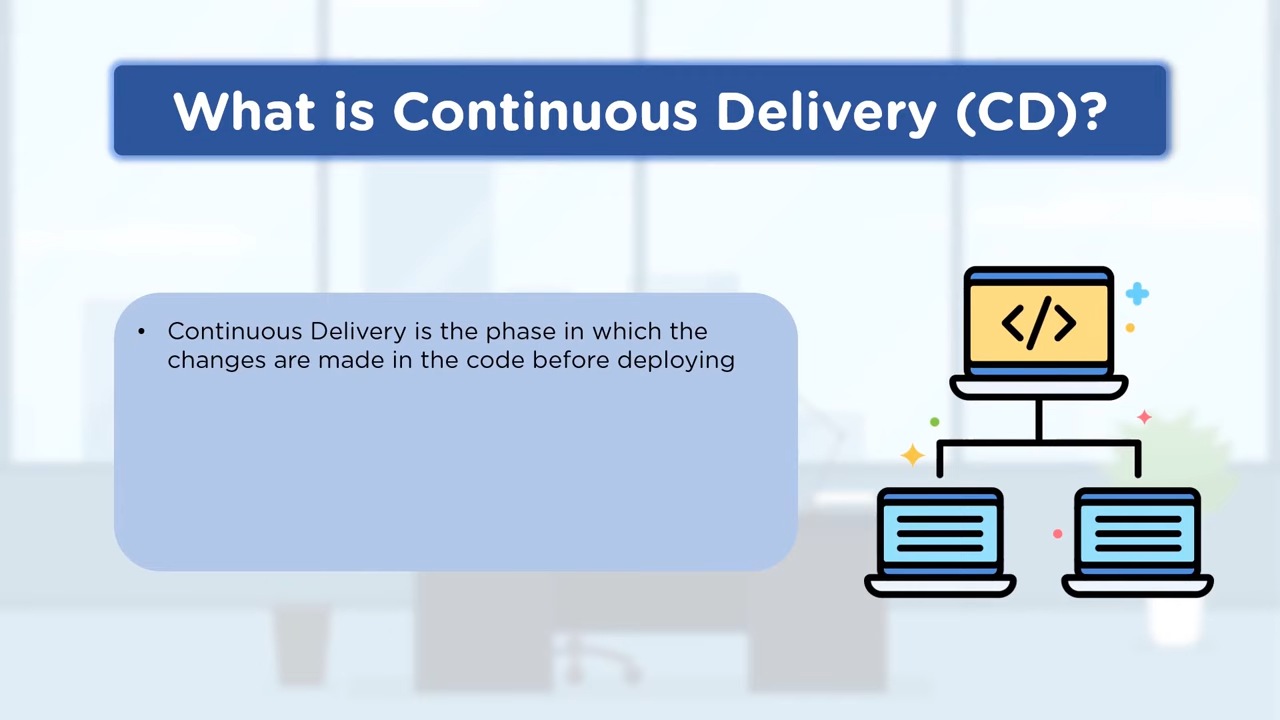 What is Continuous Delivery (CD)?
• Continuous Delivery is the phase in which the
changes are made in the code before deploying
</>